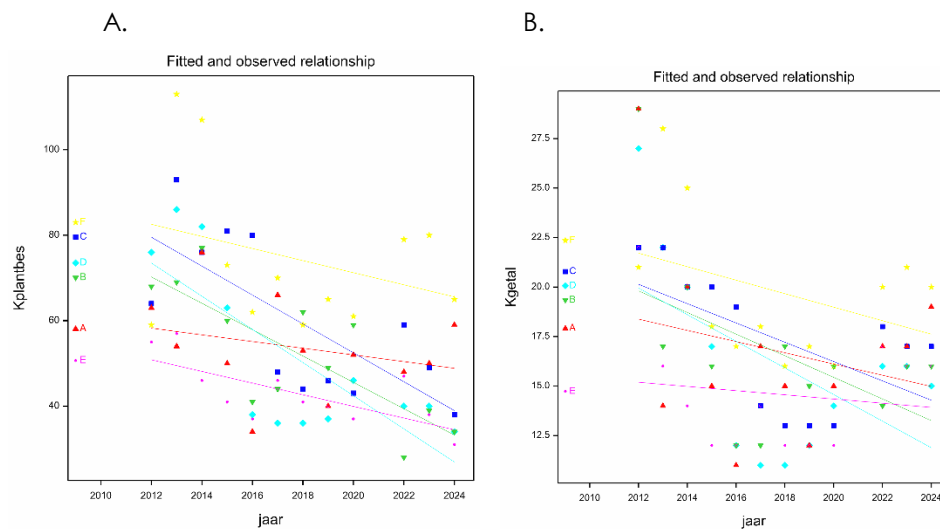 A.
Fitted and observed relationship
Kplantbes
100
80
60
40
F
C
D
B
A
E
2010 2012 2014 2016 2018 2020 2022 2024
jaar
B.
Fitted and observed relationship
Kgetal
27.5
25.0
22.5
20.0
17.5
15.0
12.5
F
C
D
B
A
E
2010 2012 2014 2016 2018 2020 2022 2024
jaar